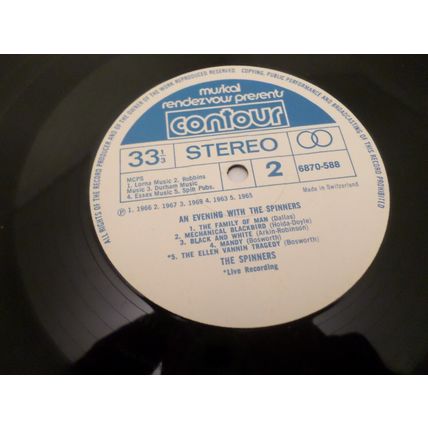 ALL RIGHTS OF THE RECORD PRODUCER AND OF THE OWNER OF THE WORK REPRODUCED RESERVED. COPYING, PUBLIC PERFORMANCE AND BROADCASTING OF THIS RECORD PROHIBITED
musical
rendezvous presents
contour
33 1/3
STEREO
2
6870·588
MCPS
1. Lorna Music 2. Robbins
Music 3. Durham Music
4. Essex Music 5. Spin Pubs.
Made in Switzerland
Ⓟ 1. 1966 2. 1967 3. 1969 4. 1963 5. 1965
AN EVENING WITH THE SPINNERS
1. THE FAMILY OF MAN (Dallas)
2. MECHANICAL BLACKBIRD (Holda-Doyle)
3. BLACK AND WHITE (Arkin-Robinson)
4. MANDY (Bosworth)
*5. THE ELLEN VANNIN TRAGEDY (Bosworth)
THE SPINNERS
*Live Recording